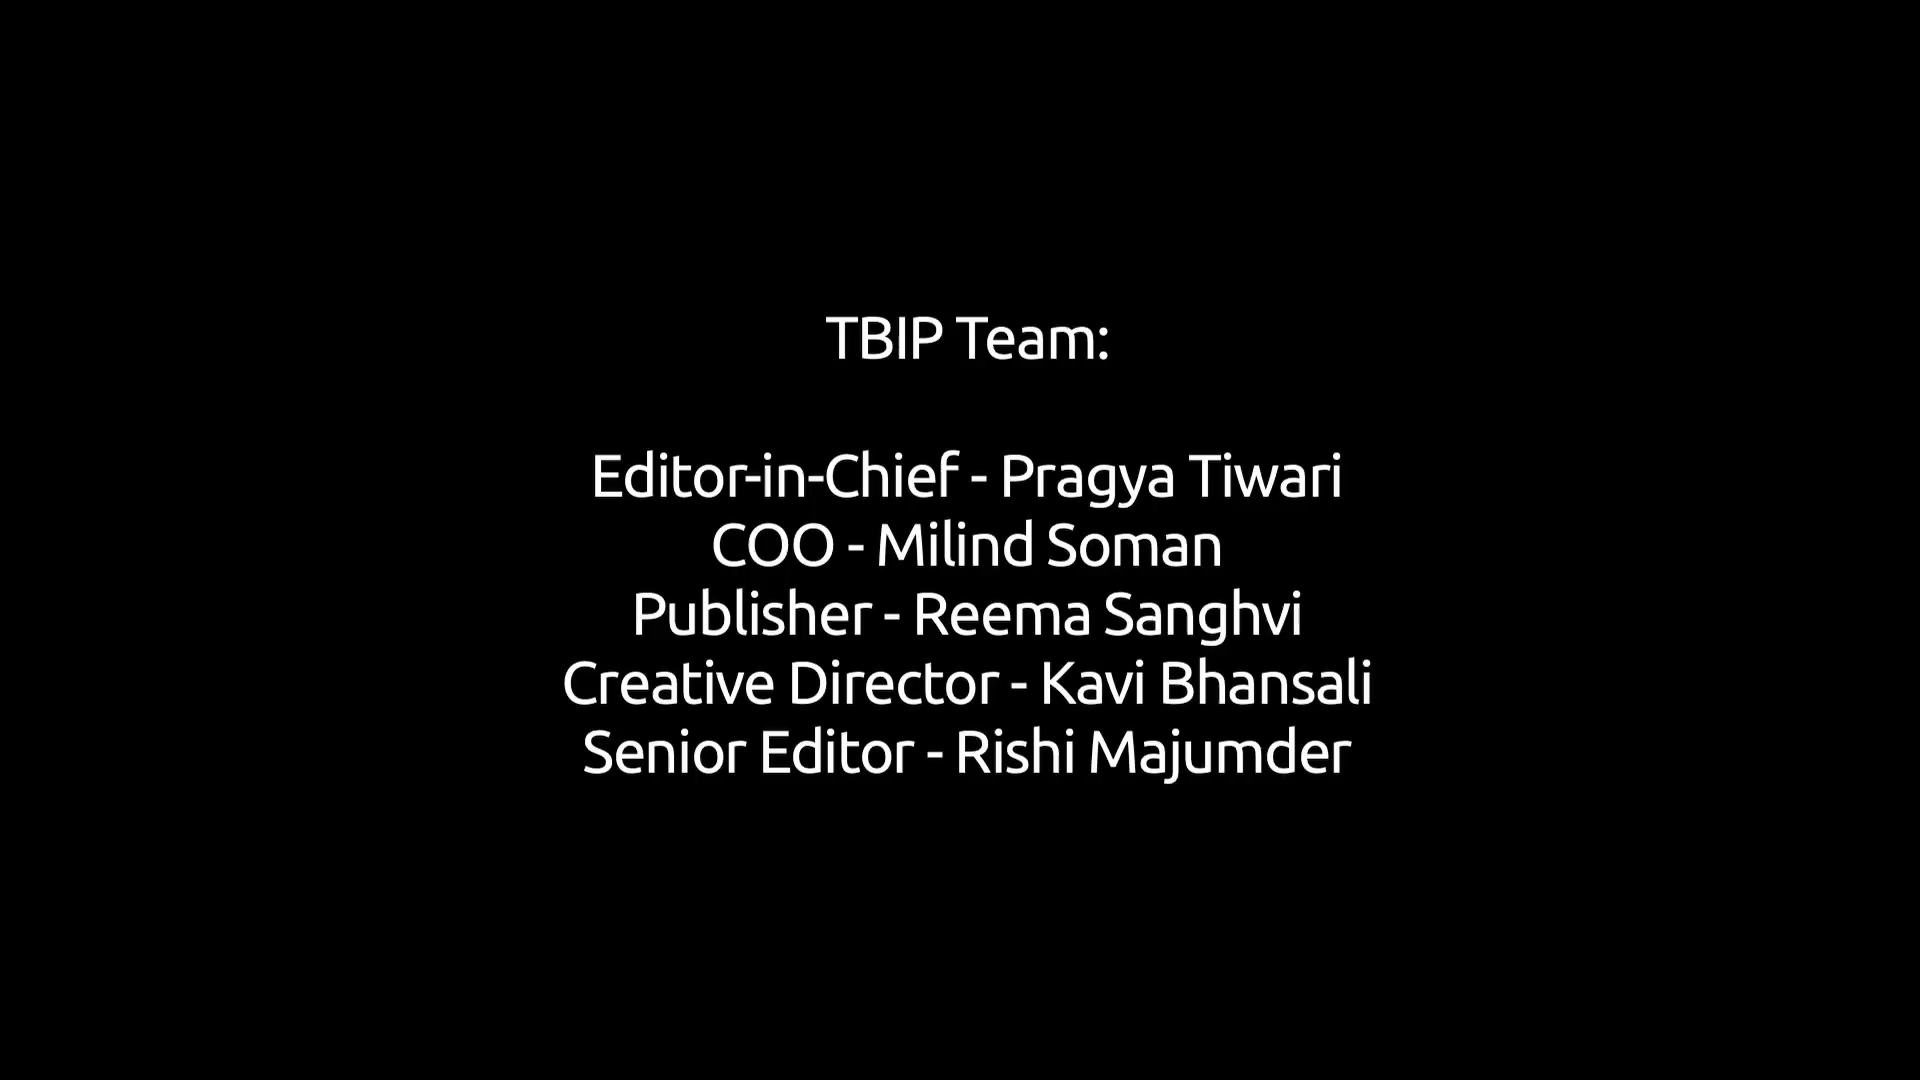 TBIP Team:
Editor-in-Chief - Pragya Tiwari
COO - Milind Soman
Publisher - Reema Sanghvi
Creative Director - Kavi Bhansali
Senior Editor - Rishi Majumder